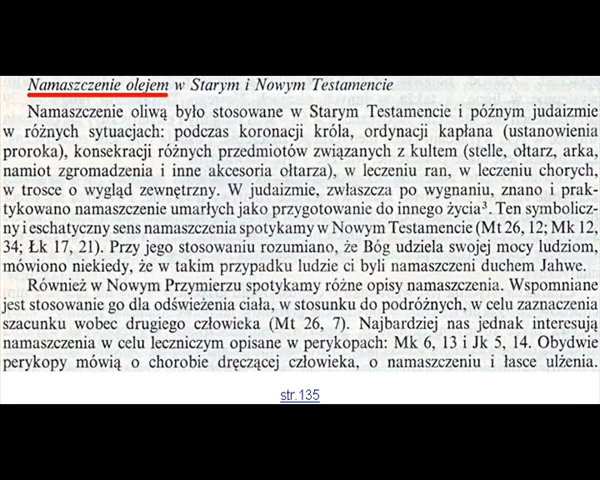 Namaszczenie olejem w Starym i Nowym Testamencie
Namaszczenie oliwą było stosowane w Starym Testamencie i późnym judaizmie
w różnych sytuacjach: podczas koronacji króla, ordynacji kapłana (ustanowienia
proroka), konsekracji różnych przedmiotów związanych z kultem (stelle, ołtarz, arka,
namiot zgromadzenia i inne akcesoria ołtarza), w leczeniu ran, w leczeniu chorych,
w trosce o wygląd zewnętrzny. W judaizmie, zwłaszcza po wygnaniu, znano i prak-
tykowano namaszczenie umarłych jako przygotowanie do innego życia³. Ten symbolicz-
ny i eschatyczny sens namaszczenia spotykamy w Nowym Testamencie (Mt 26, 12; Mk 12,
34; Łk 17, 21). Przy jego stosowaniu rozumiano, że Bóg udziela swojej mocy ludziom,
mówiono niekiedy, że w takim przypadku ludzie ci byli namaszczeni duchem Jahwe.
Również w Nowym Przymierzu spotykamy różne opisy namaszczenia. Wspomniane
jest stosowanie go dla odświeżenia ciała, w stosunku do podróżnych, w celu zaznaczenia
szacunku wobec drugiego człowieka (Mt 26, 7). Najbardziej nas jednak interesują
namaszczenia w celu leczniczym opisane w perykopach: Mk 6, 13 i Jk 5, 14. Obydwie
perykopy mówią o chorobie dręczącej człowieka, o namaszczeniu i łasce ulżenia.
str.135